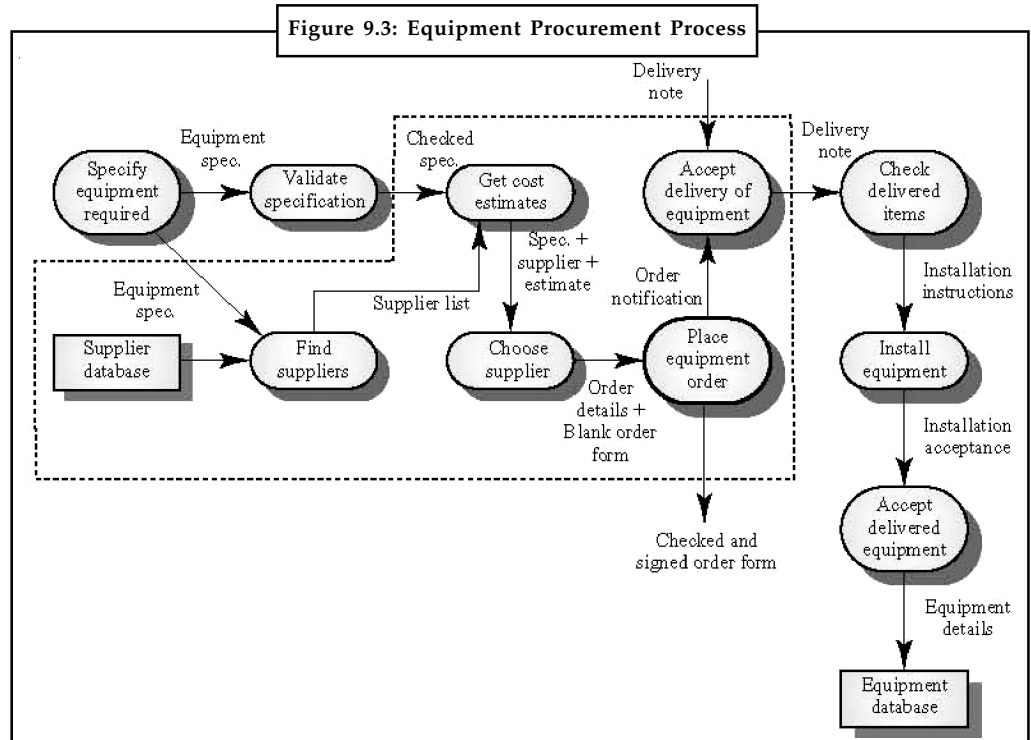 Figure 9.3: Equipment Procurement Process
Delivery
note
Equipment
spec.
Checked
spec.
Delivery
note
Specify
equipment
required
Validate
specification
Get cost
estimates
Accept
delivery of
equipment
Check
delivered
items
Spec. +
supplier +
estimate
Equipment
spec.
Supplier list
Order
notification
Installation
instructions
Supplier
database
Find
suppliers
Choose
supplier
Place
equipment
order
Install
equipment
Order
details +
Blank order
form
Installation
acceptance
Checked and
signed order form
Accept
delivered
equipment
Equipment
details
Equipment
database